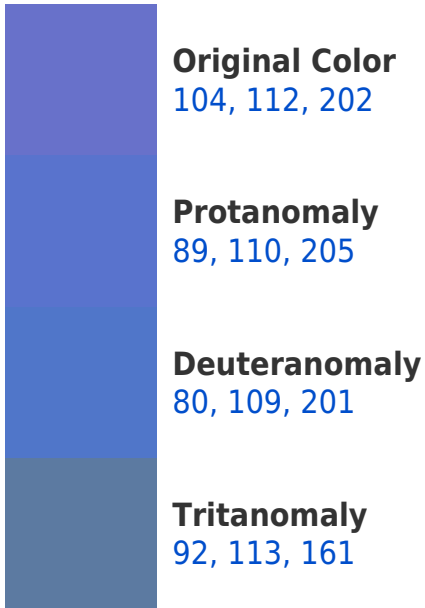 Original Color
104, 112, 202
Protanomaly
89, 110, 205
Deuteranomaly
80, 109, 201
Tritanomaly
92, 113, 161